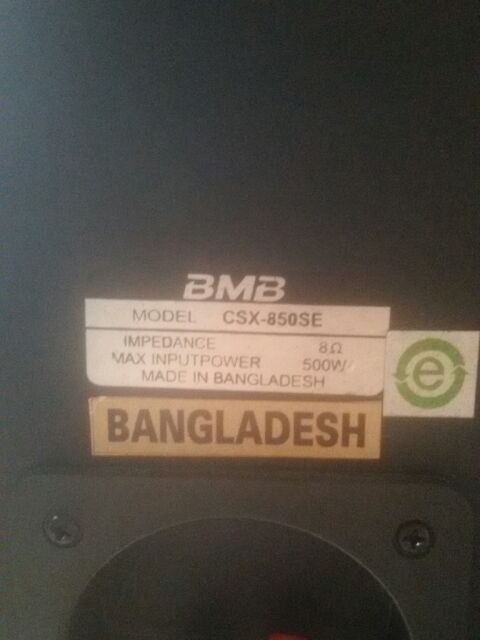 BMB
MODEL CSX-850SE
IMPEDANCE 8Ω
MAX INPUTPOWER 500W
MADE IN BANGLADESH
e
BANGLADESH